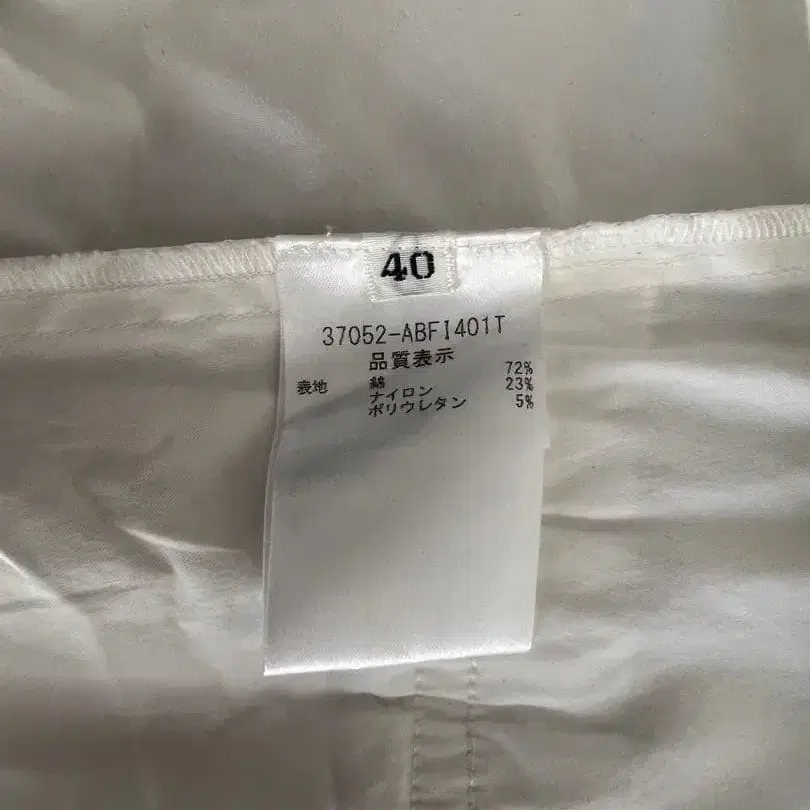 40
37052-ABFI401T
品質表示
表地 綿 72%
ナイロン 23%
ポリウレタン 5%